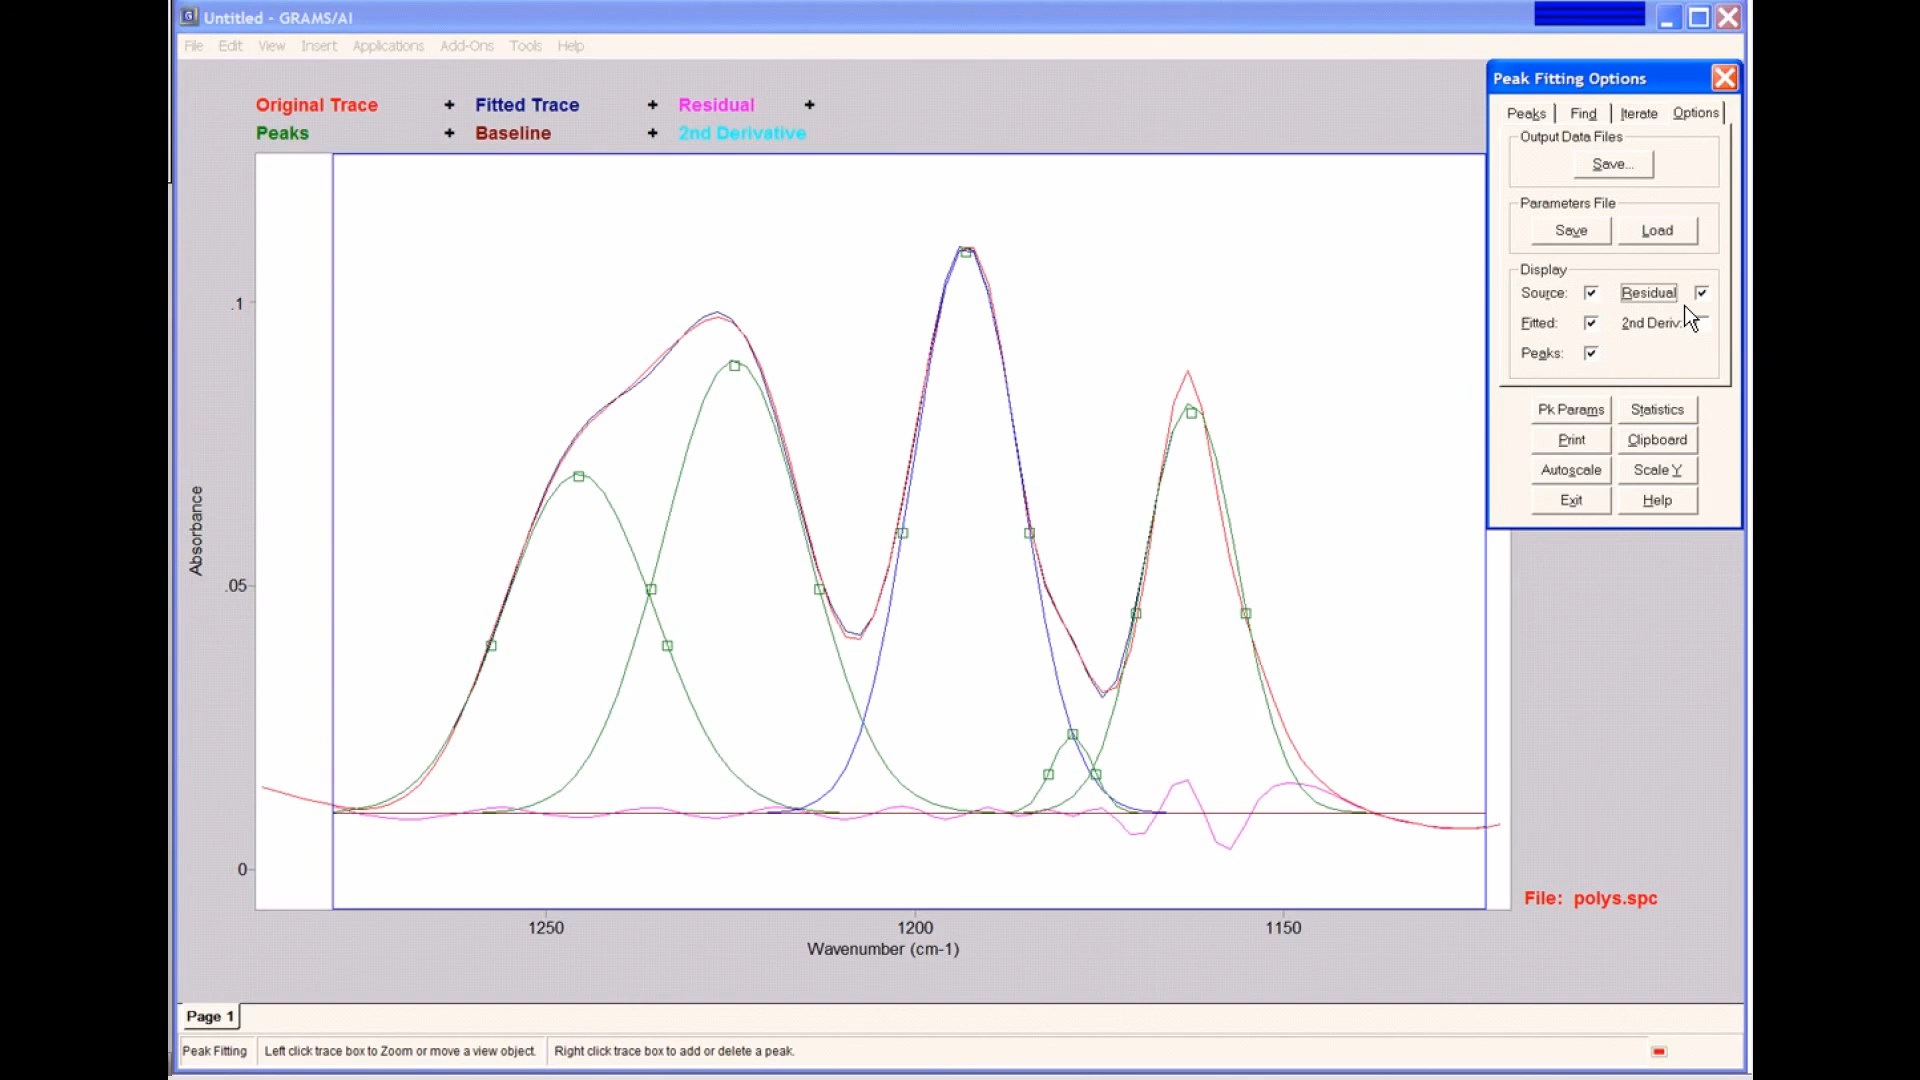 Untitled - GRAMS/AI
File Edit View Insert Applications Add-Ons Tools Help
Original Trace + Fitted Trace + Residual +
Peaks + Baseline + 2nd Derivative
Peak Fitting Options
Peaks Find Iterate Options
Output Data Files
Save...
Parameters File
Save Load
Display
Source: Residual
Fitted: 2nd Deriv:
Peaks:
Pk Params Statistics
Print Clipboard
Autoscale Scale Y
Exit Help
.1
.05
0
Absorbance
1250 1200 1150
Wavenumber (cm-1)
File: polys.spc
Page 1
Peak Fitting Left click trace box to Zoom or move a view object. Right click trace box to add or delete a peak.